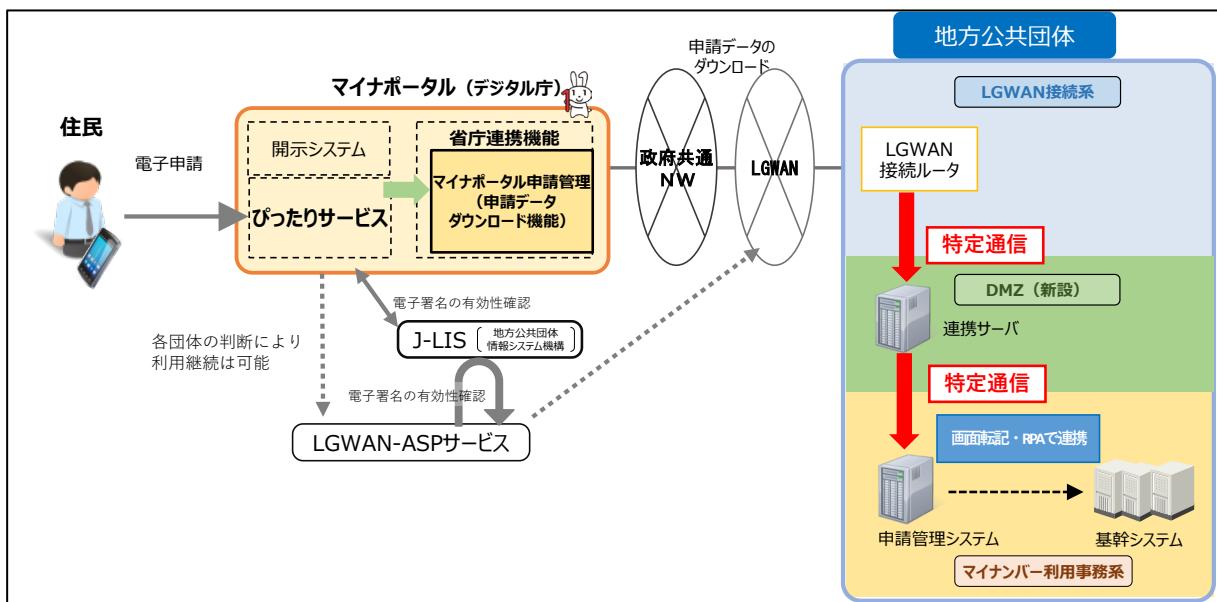 地方公共団体
申請データの
ダウンロード
マイナポータル（デジタル庁）
LGWAN接続系
住民
電子申請
開示システム
省庁連携機能
マイナポータル申請管理
（申請データ
ダウンロード機能）
ぴったりサービス
政府共通
NW
LGWAN
LGWAN
接続ルータ
特定通信
DMZ（新設）
連携サーバ
電子署名の有効性確認
J-LIS
地方公共団体
情報システム機構
各団体の判断により
利用継続は可能
電子署名の有効性確認
LGWAN-ASPサービス
特定通信
画面転記・RPAで連携
申請管理システム
基幹システム
マイナンバー利用事務系